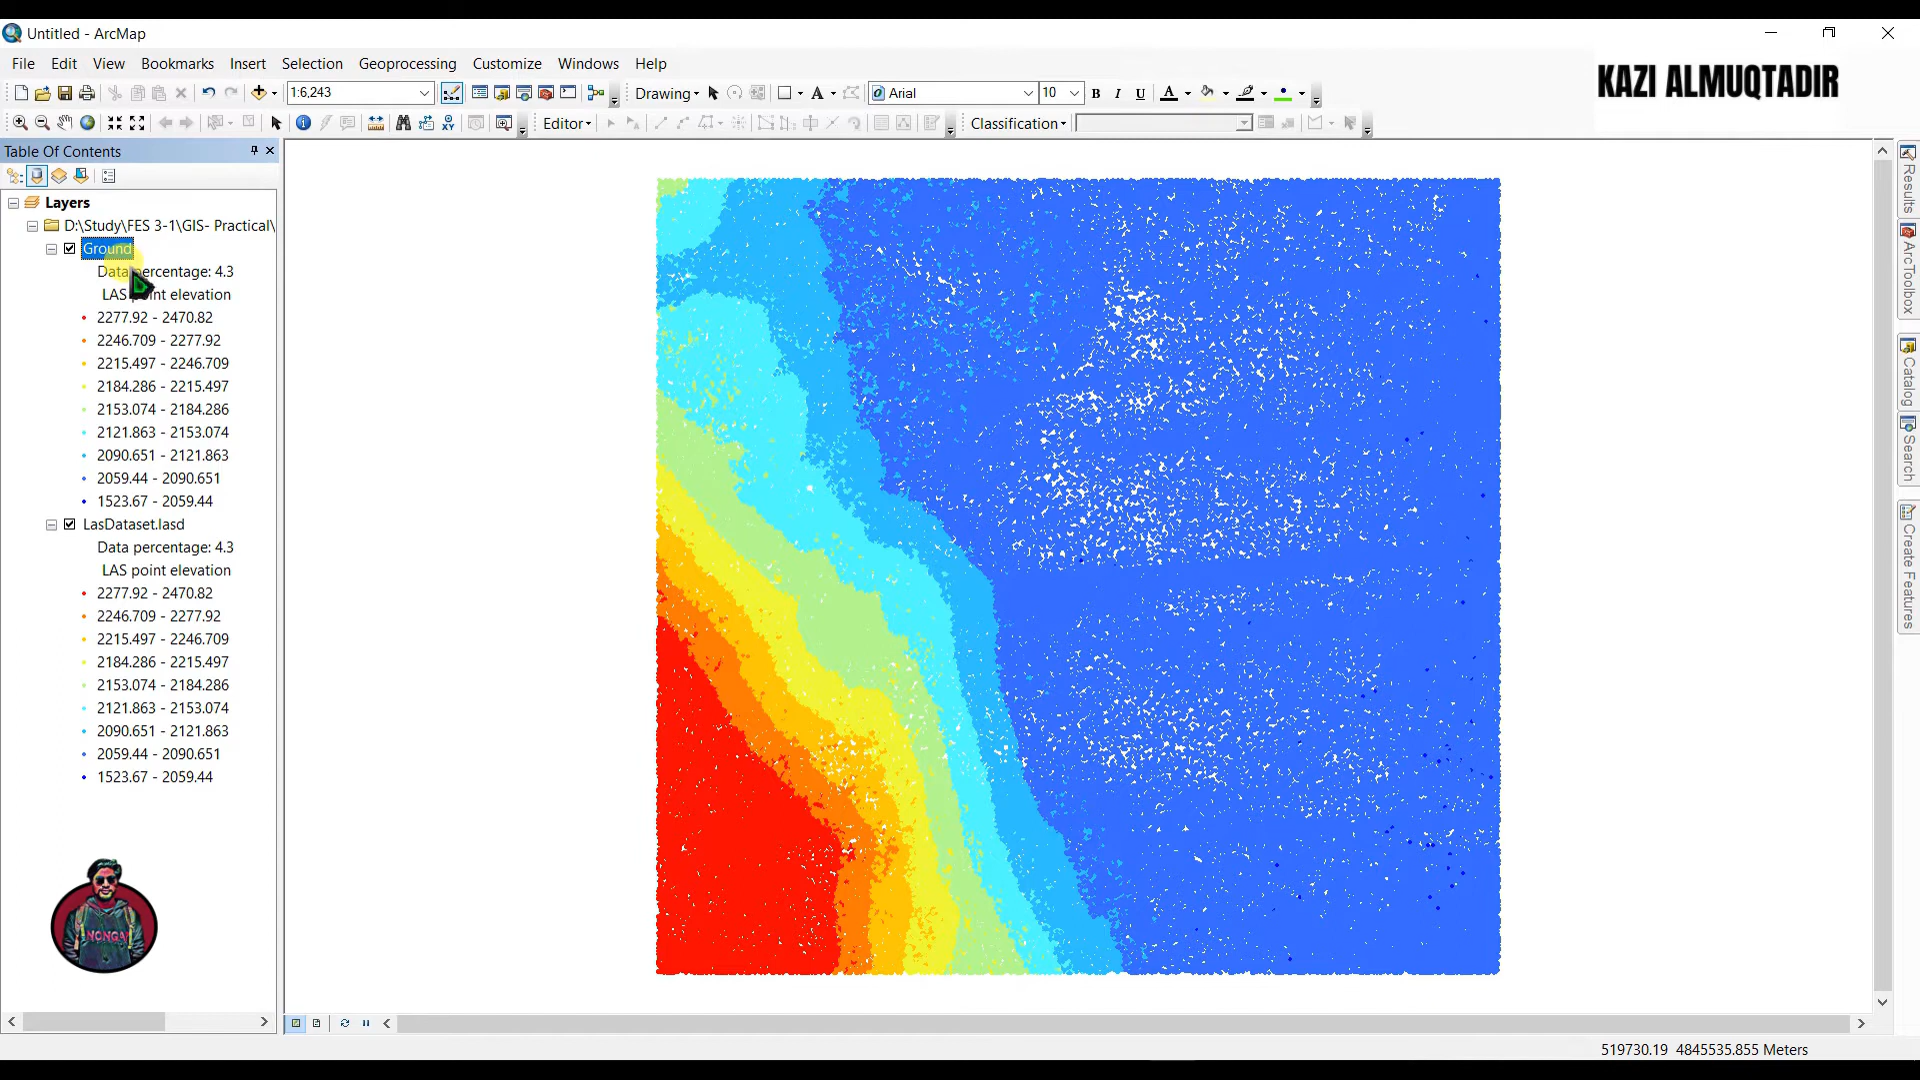 Untitled - ArcMap
File Edit View Bookmarks Insert Selection Geoprocessing Customize Windows Help
KAZI ALMUQTADIR
1:6,243 Drawing Arial 10 B I U A
Editor Classification
Table Of Contents
Layers
D:\Study\FES 3-1\GIS- Practical\
Ground
Data percentage: 4.3
LAS point elevation
2277.92 - 2470.82
2246.709 - 2277.92
2215.497 - 2246.709
2184.286 - 2215.497
2153.074 - 2184.286
2121.863 - 2153.074
2090.651 - 2121.863
2059.44 - 2090.651
1523.67 - 2059.44
LasDataset.lasd
Data percentage: 4.3
LAS point elevation
2277.92 - 2470.82
2246.709 - 2277.92
2215.497 - 2246.709
2184.286 - 2215.497
2153.074 - 2184.286
2121.863 - 2153.074
2090.651 - 2121.863
2059.44 - 2090.651
1523.67 - 2059.44
NONGAR
Results
ArcToolbox
Catalog
Search
Create Features
519730.19 4845535.855 Meters